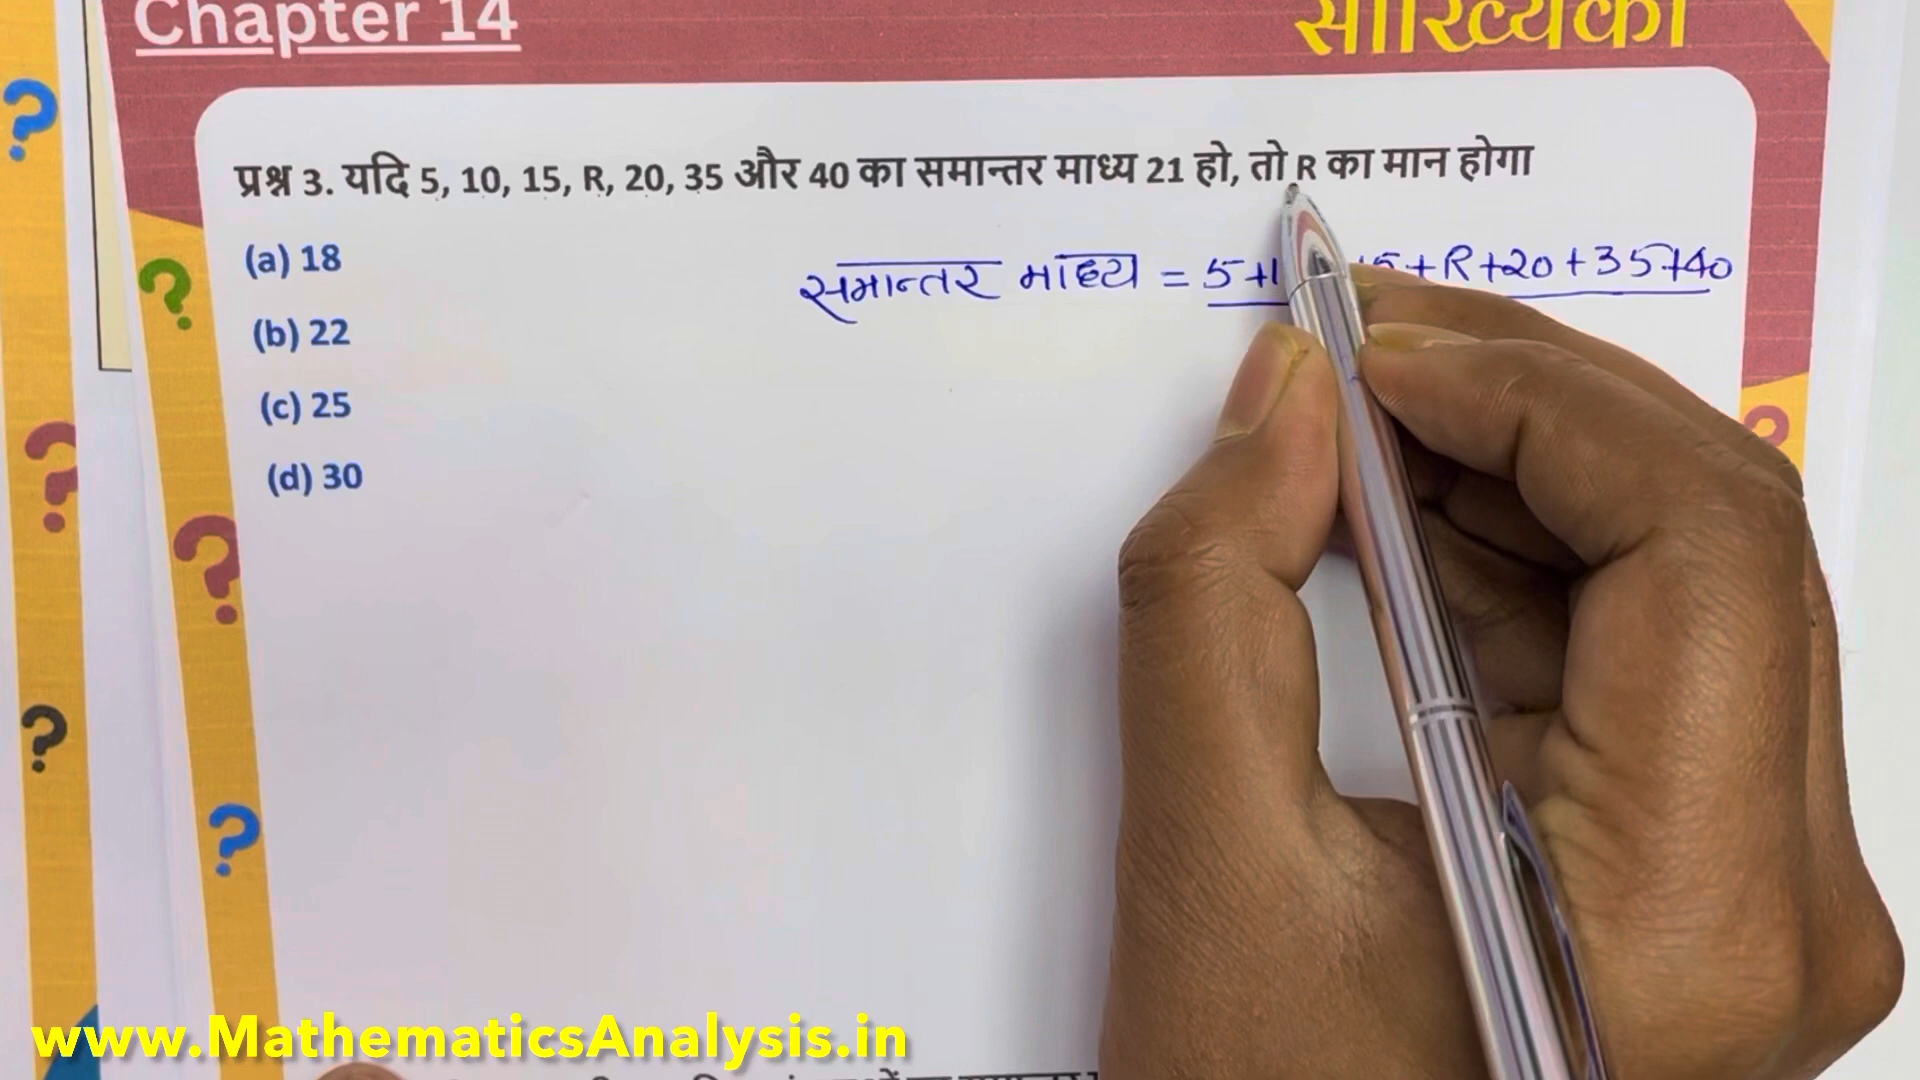 Chapter 14
सांख्यिकी
प्रश्न 3. यदि 5, 10, 15, R, 20, 35 और 40 का समान्तर माध्य 21 हो, तो R का मान होगा
(a) 18
(b) 22
(c) 25
(d) 30
समान्तर माध्य = 5+1 15+R+20+35+40
www.MathematicsAnalysis.in